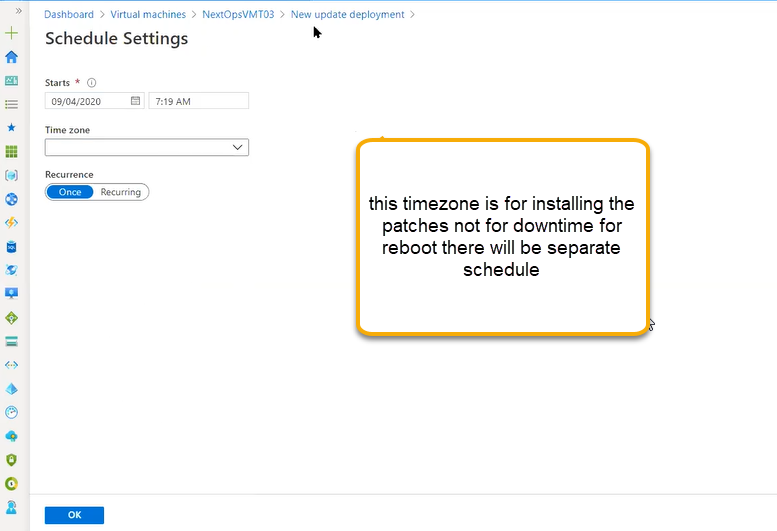 Dashboard > Virtual machines > NextOpsVMT03 > New update deployment >
Schedule Settings
Starts *
09/04/2020 7:19 AM
Time zone
Recurrence
Once Recurring
this timezone is for installing the
patches not for downtime for
reboot there will be separate
schedule
SQL
OK